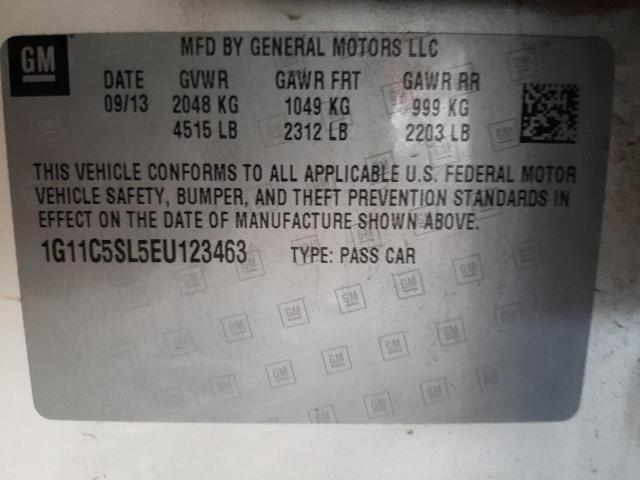 GM
MFD BY GENERAL MOTORS LLC
DATE GVWR GAWR FRT GAWR RR
09/13 2048 KG 1049 KG 999 KG
4515 LB 2312 LB 2203 LB
THIS VEHICLE CONFORMS TO ALL APPLICABLE U.S. FEDERAL MOTOR
VEHICLE SAFETY, BUMPER, AND THEFT PREVENTION STANDARDS IN
EFFECT ON THE DATE OF MANUFACTURE SHOWN ABOVE.
1G11C5SL5EU123463 TYPE: PASS CAR